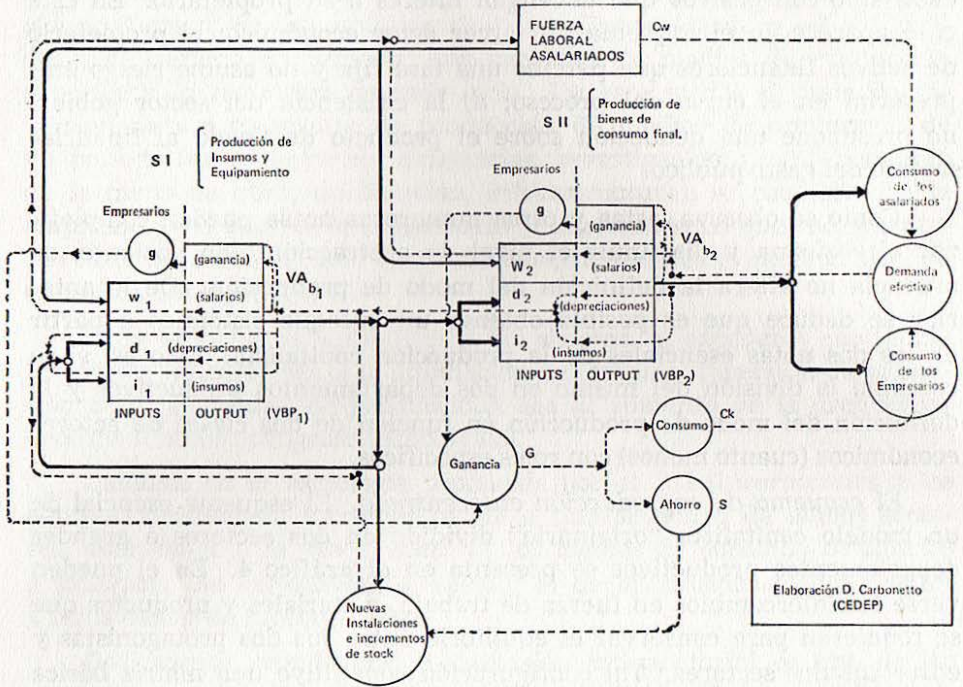 FUERZA
LABORAL
ASALARIADOS
Cw
S I
Producción de
Insumos y
Equipamiento
S II
Producción de
bienes de
final.
Empresarios
g
(ganancia)
VA
b1
w1
(salarios)
d1
(depreciaciones)
i1
(insumos)
INPUTS
OUTPUT
(VBP1)
Empresarios
g
(ganancia)
VA
b2
W2
(salarios)
d2
(depreciaciones)
i2
(insumos)
INPUTS
OUTPUT
(VBP2)
Consumo
de los
asalariados
Demanda
efectiva
Consumo
de los
Empresarios
Ganancia
G
Ck
Consumo
Ahorro
S
Nuevas
Instalaciones
e incrementos
de stock
Elaboración D. Carbonetto
(CEDEP)